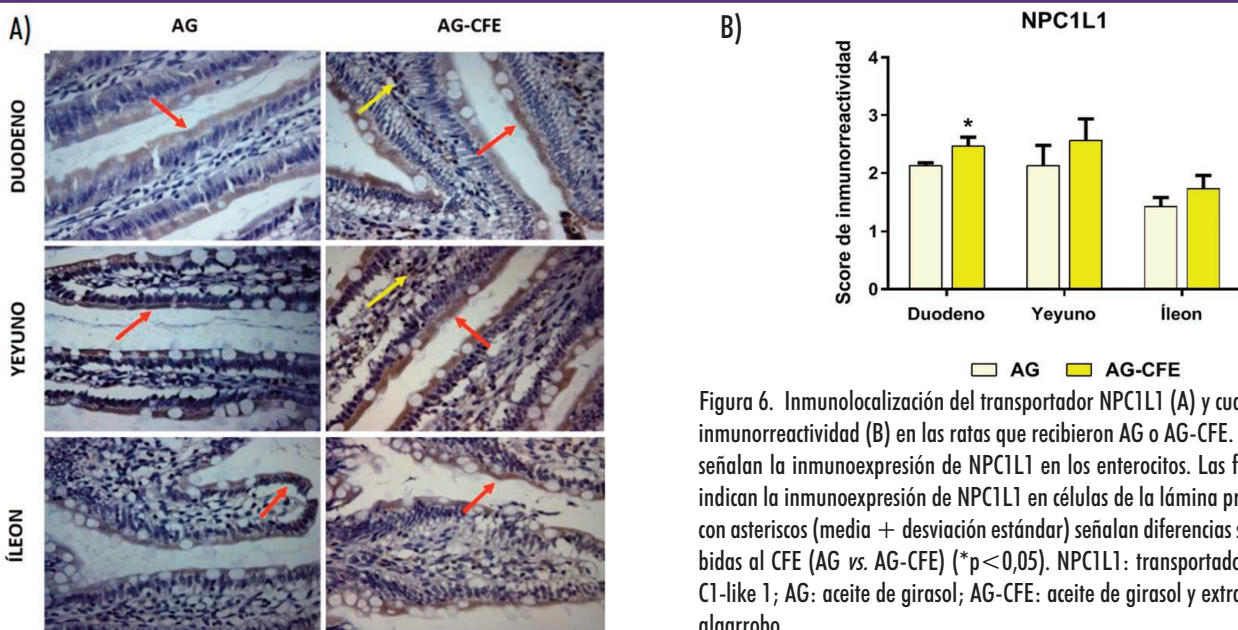 A)
AG
AG-CFE
DUODENO
YEYUNO
ÍLEON
B)
NPC1L1
Score de inmunorreactividad
4
3
2
1
0
*
Duodeno
Yeyuno
Íleon
AG
AG-CFE
Figura 6. Inmunolocalización del transportador NPC1L1 (A) y
inmunorreactividad (B) en las ratas que recibieron AG o AG-CFE.
señalan la inmunoexpresión de NPC1L1 en los enterocitos. Las
indican la inmunoexpresión de NPC1L1 en células de la lámina
con asteriscos (media + desviación estándar) señalan diferencias
bidas al CFE (AG vs. AG-CFE) (*p<0,05). NPC1L1:
C1-like 1; AG: aceite de girasol; AG-CFE: aceite de girasol y
algarrobo